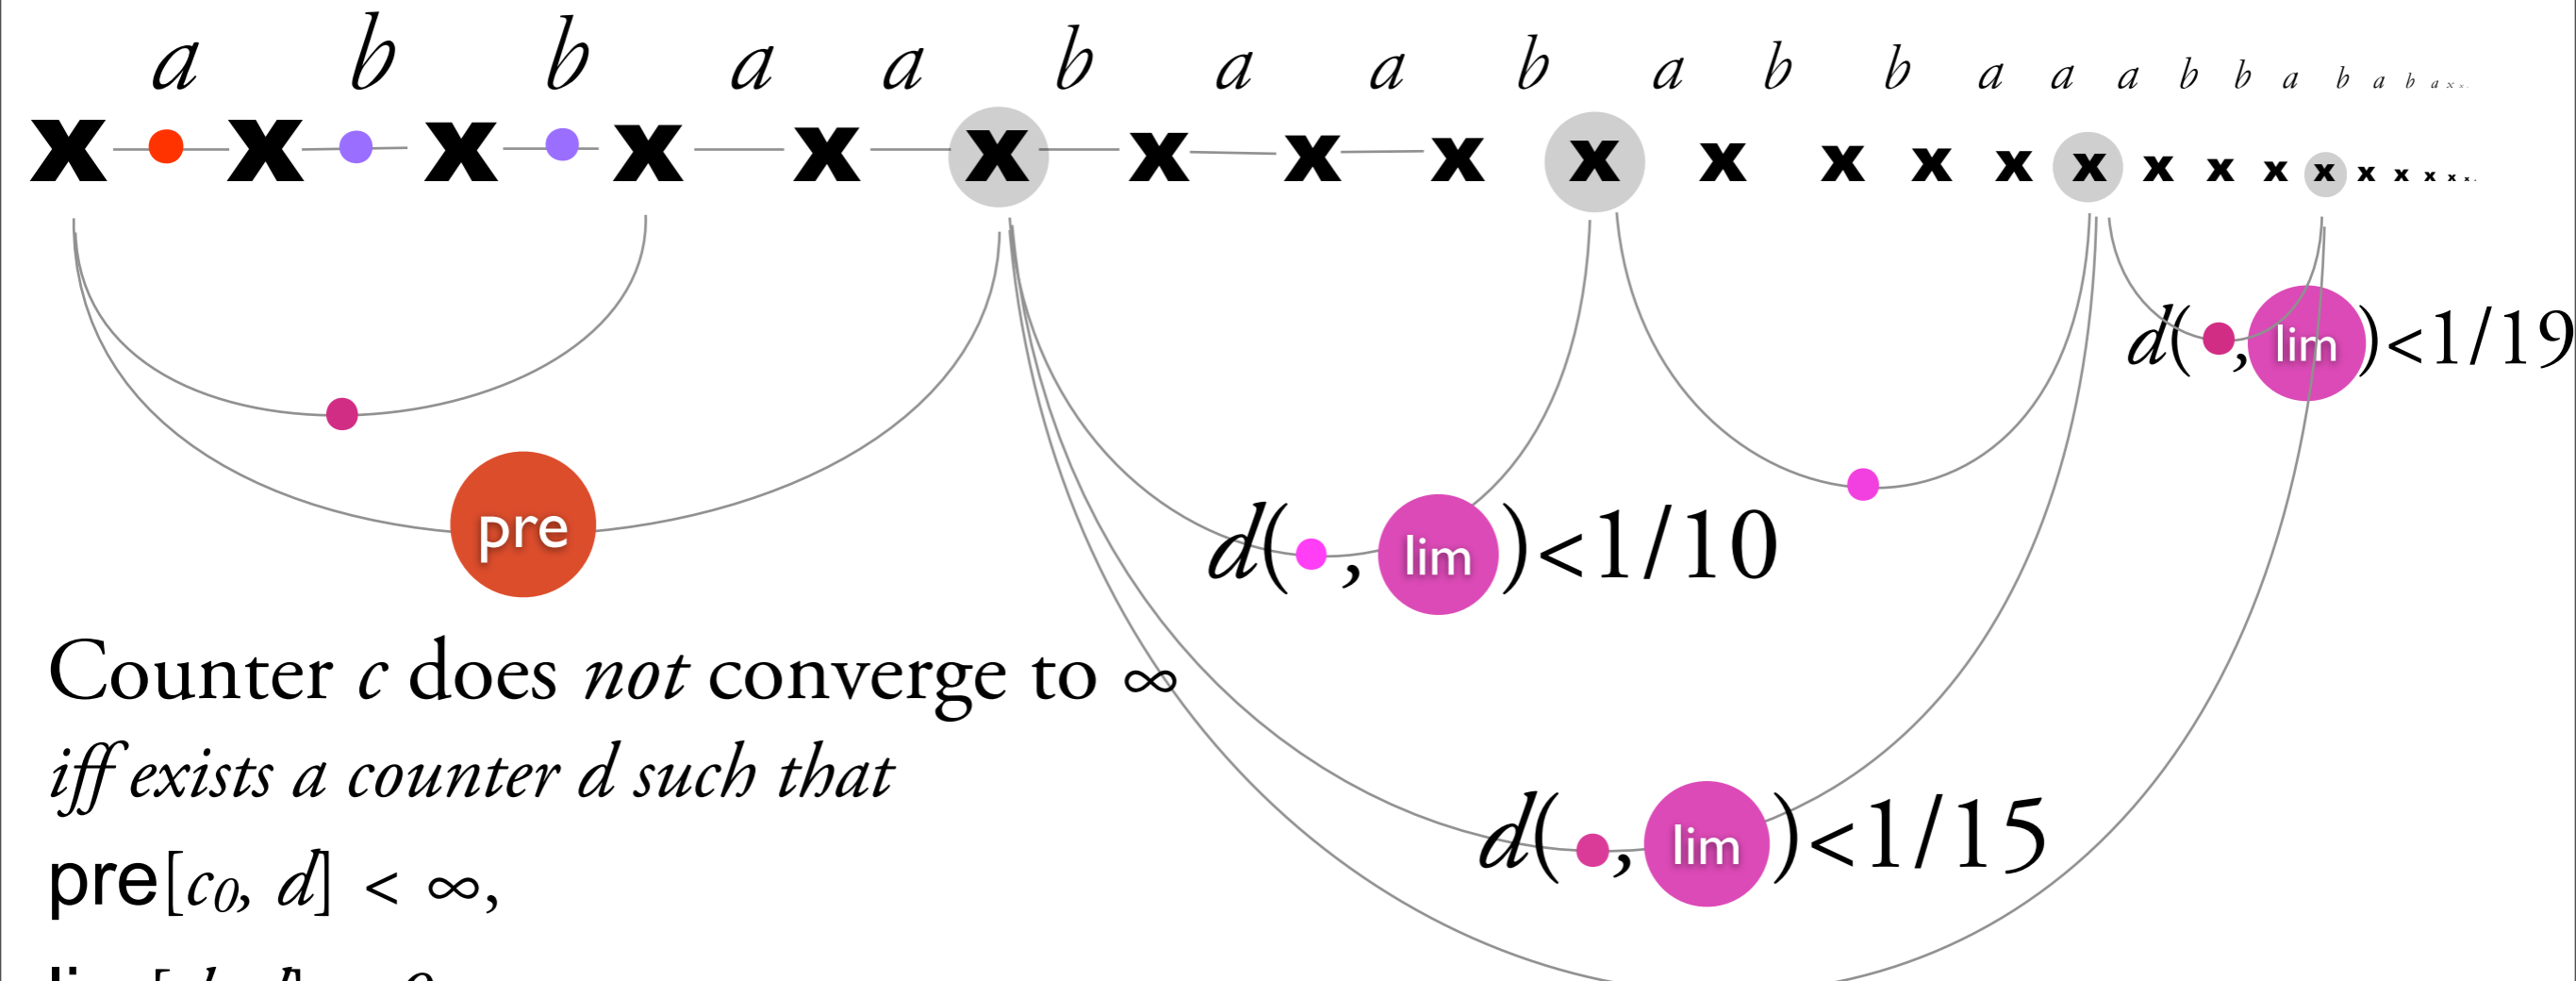 a b b a a b a a b a b b a a a b b a b a b a x x
x x x x x x x x x x x x x x x x x x x x x x x x
d( , lim )<1/19
pre
d( , lim )<1/10
Counter c does not converge to ∞
iff exists a counter d such that
d( , lim )<1/15
pre[c0, d] < ∞,